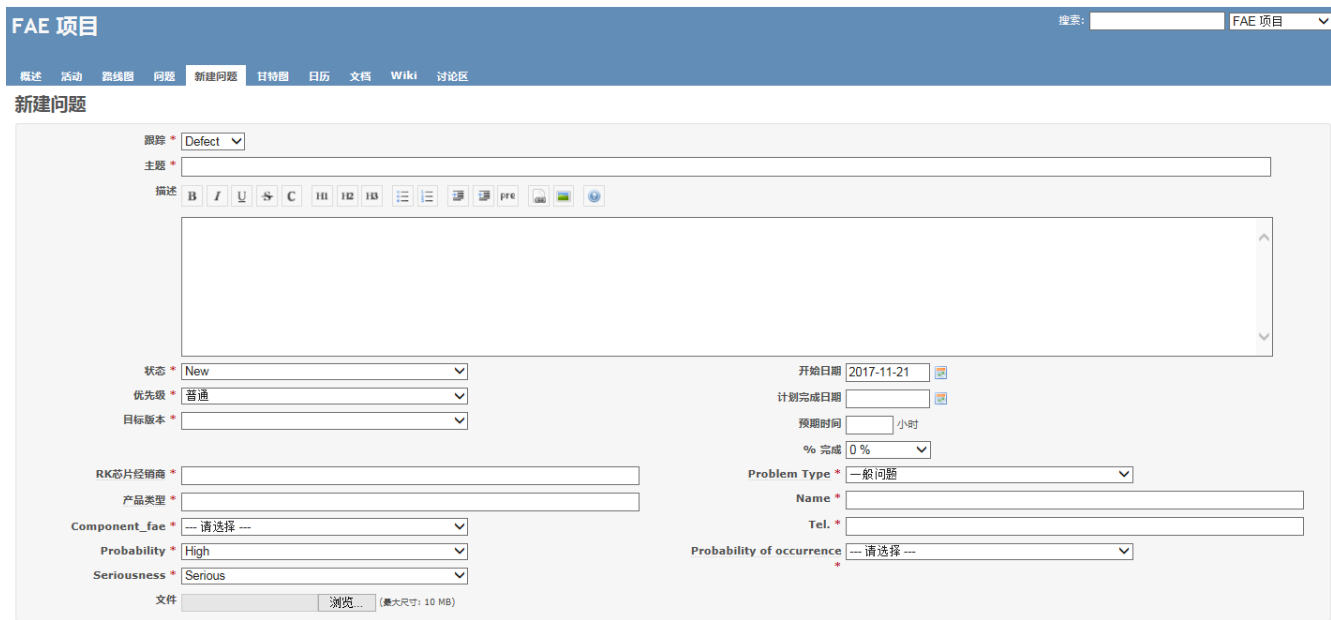 FAE 项目
搜索: FAE 项目
概述 活动 路线图 问题 新建问题 甘特图 日历 文档 Wiki 讨论区
新建问题
跟踪 * Defect
主题 *
描述 B I U S C H1 H2 H3 pre
状态 * New 开始日期 2017-11-21
优先级 * 普通 计划完成日期
目标版本 * 预期时间 小时
% 完成 0 %
RK芯片经销商 * Problem Type * 一般问题
产品类型 * Name *
Component_fae * --- 请选择 --- Tel. *
Probability * High Probability of occurrence --- 请选择 ---
*
Seriousness * Serious
文件 浏览... (最大尺寸: 10 MB)